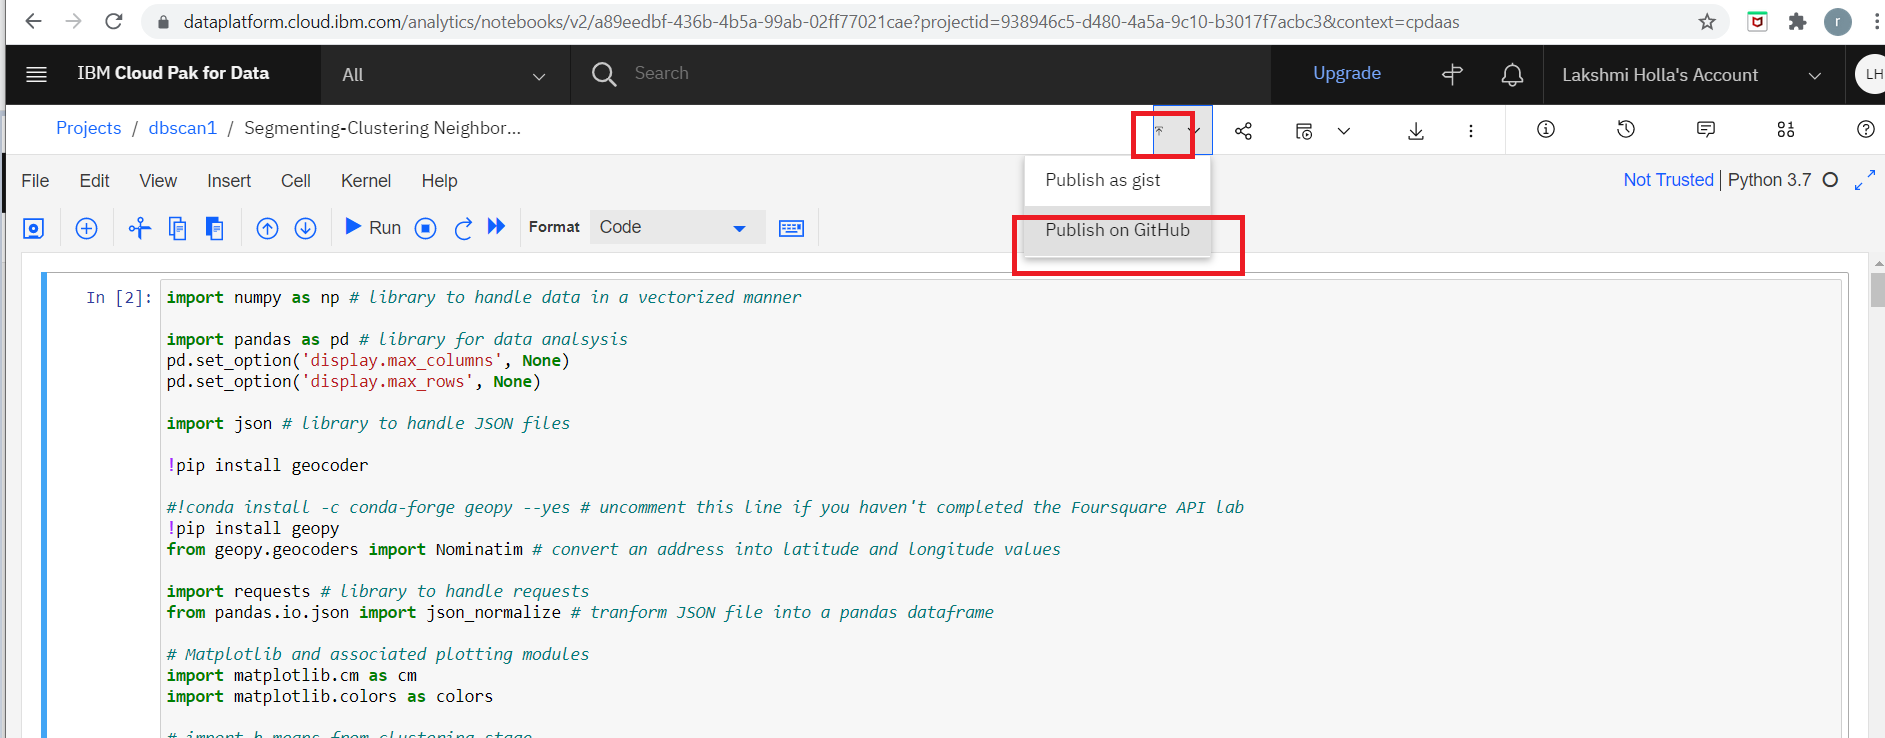 dataplatform.cloud.ibm.com/analytics/notebooks/v2/a89eedbf-436b-4b5a-99ab-02ff77021cae?projectid=938946c5-d480-4a5a-9c10-b3017f7acbc3&context=cpdaas
r
IBM Cloud Pak for Data
All
Search
Upgrade
Lakshmi Holla's Account
LH
Projects / dbscan1 / Segmenting-Clustering Neighbor...
Publish as gist
Publish on GitHub
File Edit View Insert Cell Kernel Help
Not Trusted | Python 3.7
Run
Format
Code
In [2]: import numpy as np # library to handle data in a vectorized manner
import pandas as pd # library for data analsysis
pd.set_option('display.max_columns', None)
pd.set_option('display.max_rows', None)
import json # library to handle JSON files
!pip install geocoder
#!conda install -c conda-forge geopy --yes # uncomment this line if you haven't completed the Foursquare API lab
!pip install geopy
from geopy.geocoders import Nominatim # convert an address into latitude and longitude values
import requests # library to handle requests
from pandas.io.json import json_normalize # tranform JSON file into a pandas dataframe
# Matplotlib and associated plotting modules
import matplotlib.cm as cm
import matplotlib.colors as colors
# import k-means from clustering stage